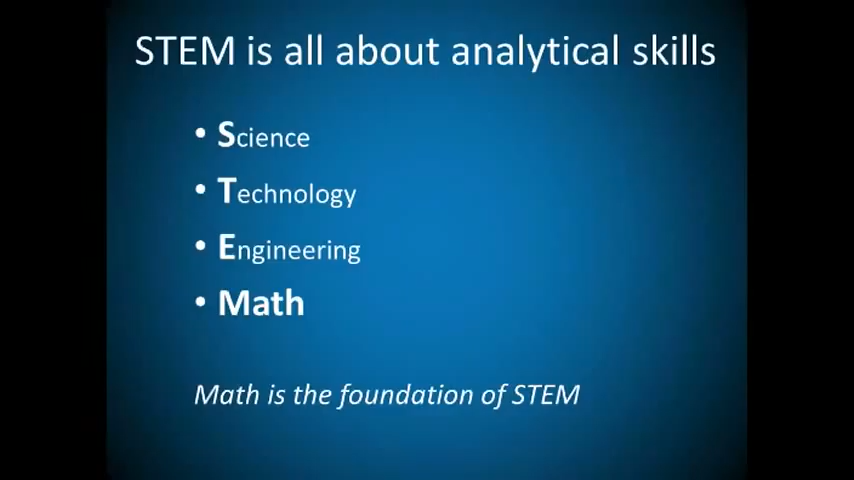 STEM is all about analytical skills
• Science
• Technology
• Engineering
• Math
Math is the foundation of STEM